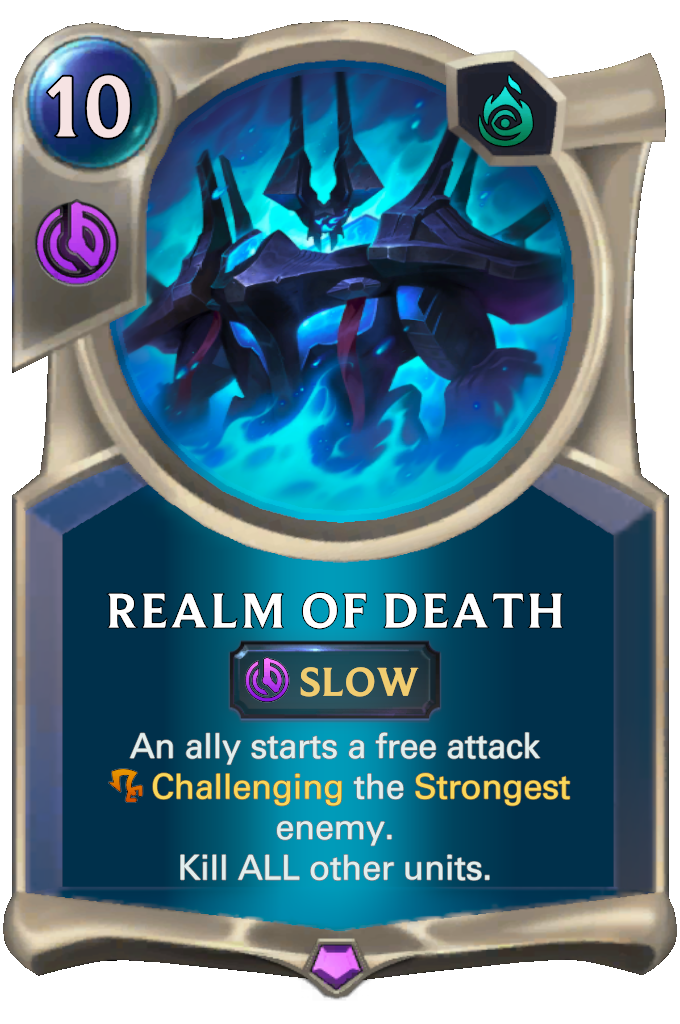 10
REALM OF DEATH
SLOW
An ally starts a free attack
Challenging the Strongest
enemy.
Kill ALL other units.